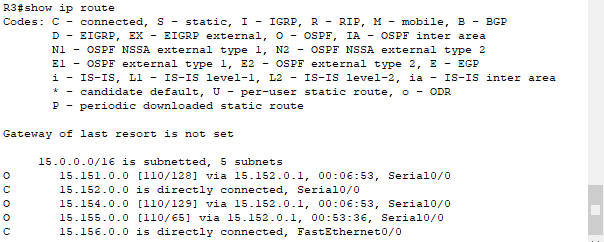 R3#show ip route
Codes: C - connected, S - static, I - IGRP, R - RIP, M - mobile, B - BGP
D - EIGRP, EX - EIGRP external, O - OSPF, IA - OSPF inter area
N1 - OSPF NSSA external type 1, N2 - OSPF NSSA external type 2
E1 - OSPF external type 1, E2 - OSPF external type 2, E - EGP
i - IS-IS, L1 - IS-IS level-1, L2 - IS-IS level-2, ia - IS-IS inter area
* - candidate default, U - per-user static route, o - ODR
P - periodic downloaded static route
Gateway of last resort is not set
15.0.0.0/16 is subnetted, 5 subnets
O 15.151.0.0 [110/128] via 15.152.0.1, 00:06:53, Serial0/0
C 15.152.0.0 is directly connected, Serial0/0
O 15.154.0.0 [110/129] via 15.152.0.1, 00:06:53, Serial0/0
O 15.155.0.0 [110/65] via 15.152.0.1, 00:53:36, Serial0/0
C 15.156.0.0 is directly connected, FastEthernet0/0